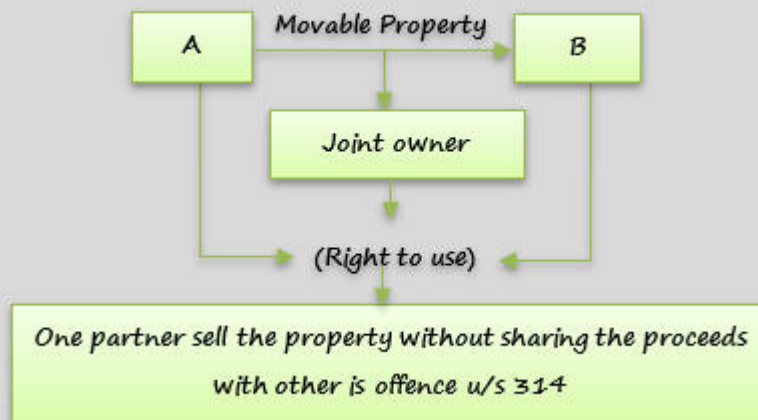 Movable Property
A
B
Joint owner
(Right to use)
One partner sell the property without sharing the proceeds
with other is offence u/s 314